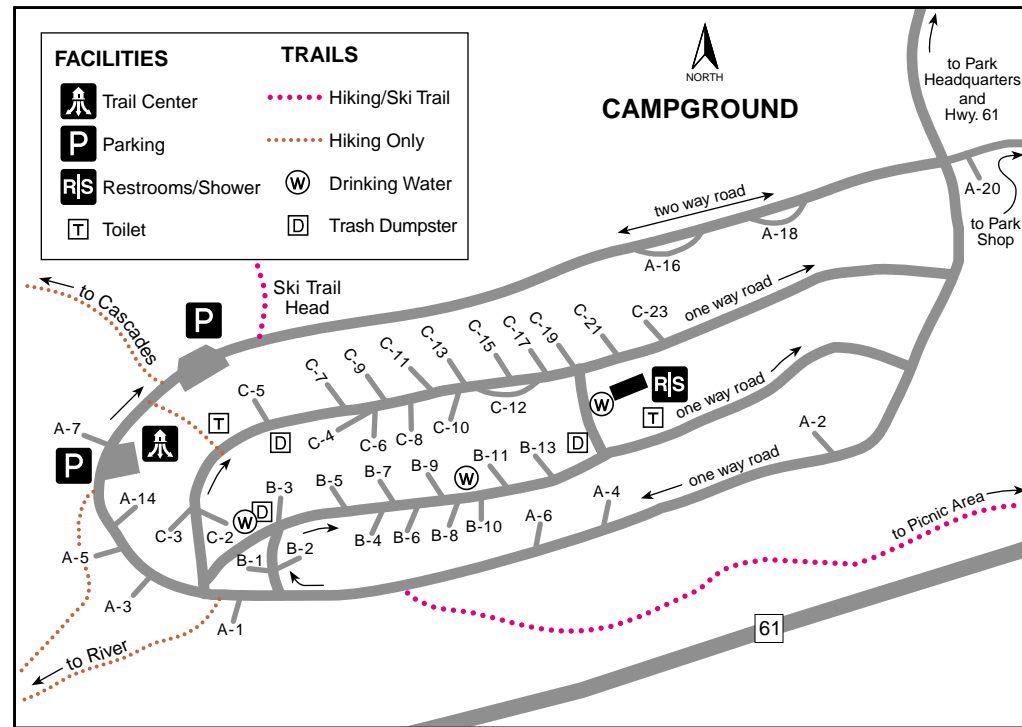 FACILITIES
TRAILS
Trail Center
Hiking/Ski Trail
P
Parking
Hiking Only
R|S
Restrooms/Shower
W
Drinking Water
T
Toilet
D
Trash Dumpster
NORTH
CAMPGROUND
to Park
Headquarters
and
Hwy. 61
A-20
to Park
Shop
two way road
A-18
A-16
Ski Trail
Head
to Cascades
P
one way road
C-23
C-21
C-19
C-17
C-15
C-13
C-11
C-9
C-7
C-5
C-12
C-10
C-8
C-6
C-4
T
D
W
R|S
T
one way road
A-7
P
A-14
A-5
A-3
C-3
C-2
W
D
B-3
B-5
B-7
B-9
W
B-11
B-13
D
A-2
one way road
A-4
A-6
B-10
B-8
B-6
B-4
B-2
B-1
A-1
to Picnic Area
61
to River